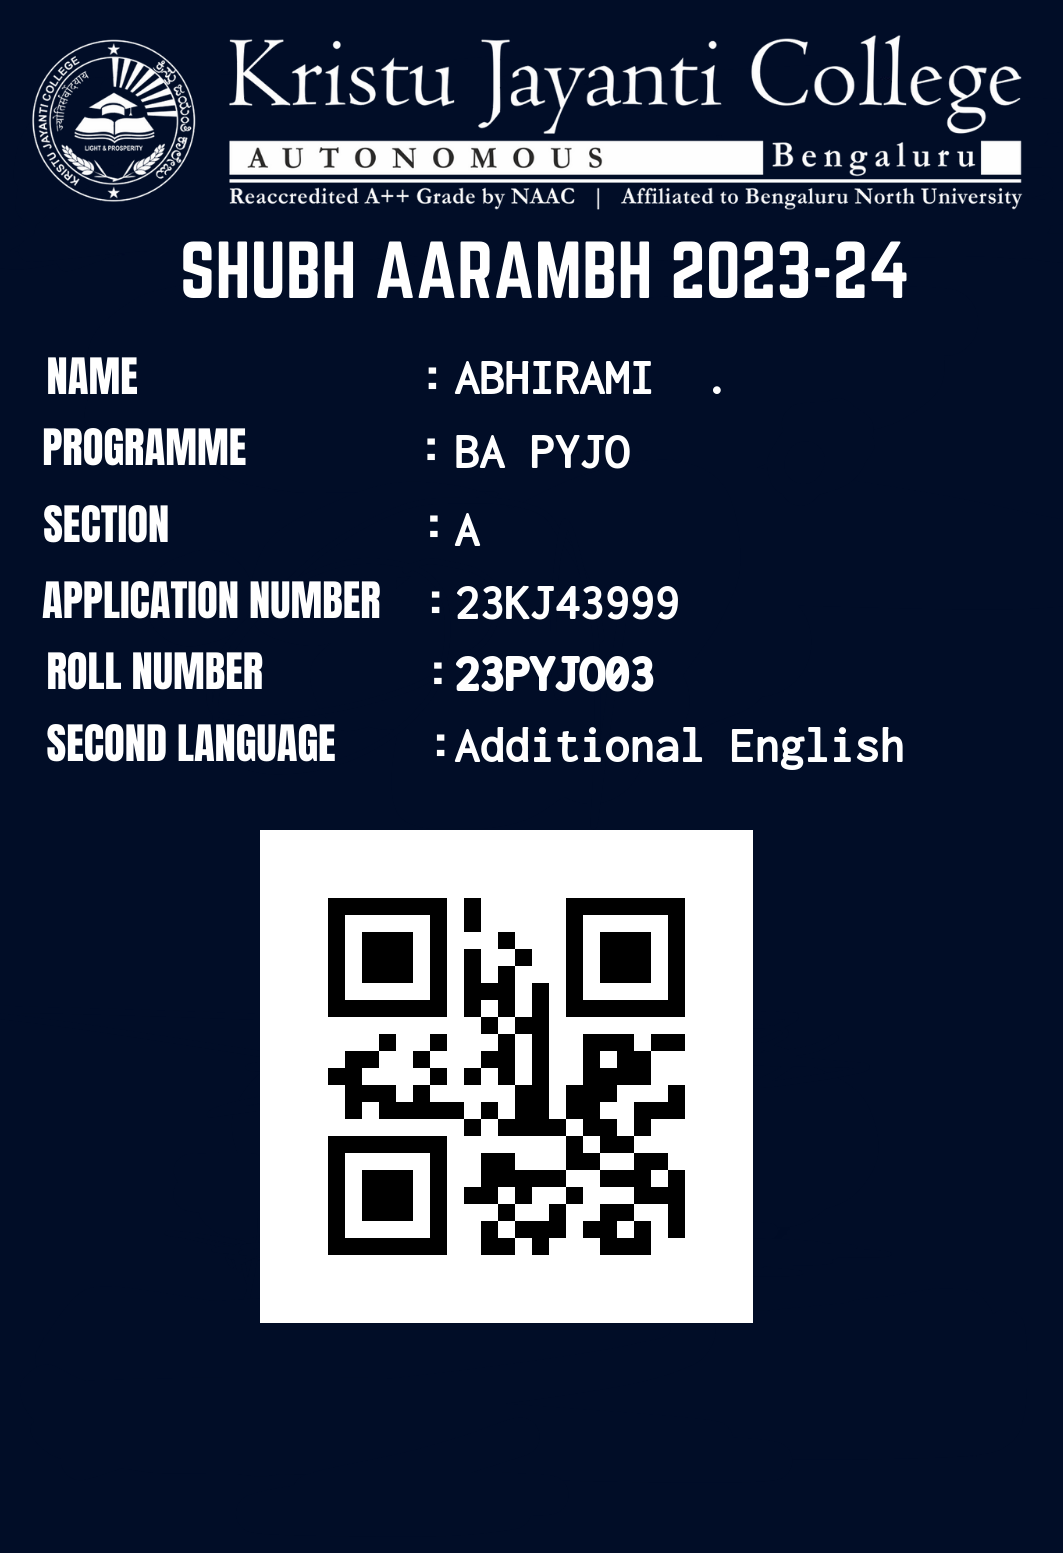 KRISTU JAYANTI COLLEGE
ಕ್ರಿಸ್ತು ಜಯಂತಿ ಕಾಲೇಜು
LIGHT & PROSPERITY
Kristu Jayanti College
AUTONOMOUS Bengaluru
Reaccredited A++ Grade by NAAC | Affiliated to Bengaluru North University
SHUBH AARAMBH 2023-24
NAME : ABHIRAMI .
PROGRAMME : BA PYJO
SECTION : A
APPLICATION NUMBER : 23KJ43999
ROLL NUMBER : 23PYJO03
SECOND LANGUAGE : Additional English